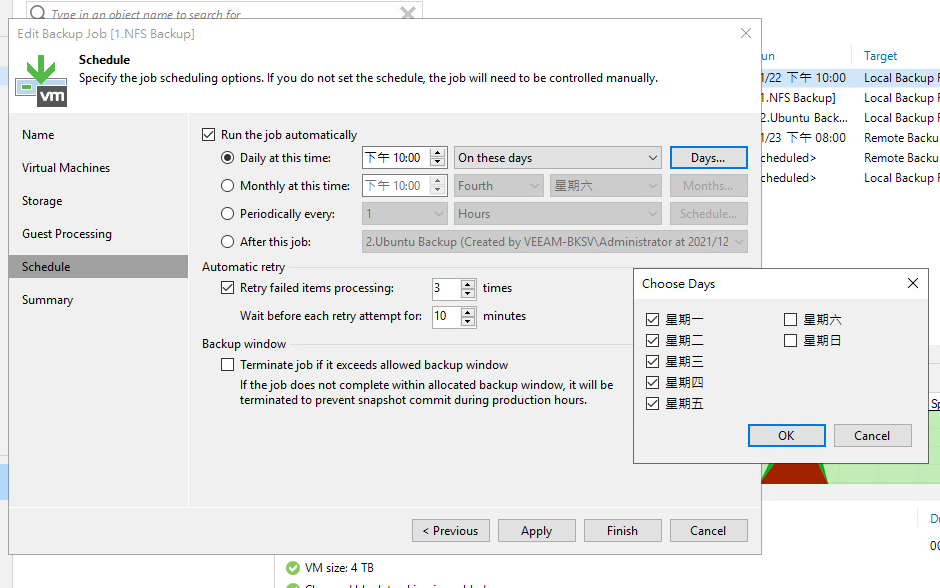 Type in an object name to search for
Edit Backup Job [1.NFS Backup]
Schedule
Specify the job scheduling options. If you do not set the schedule, the job will need to be controlled manually.
vm
Name
Virtual Machines
Storage
Guest Processing
Schedule
Summary
Run the job automatically
Daily at this time: 下午 10:00 On these days Days...
Monthly at this time: 下午 10:00 Fourth 星期六 Months...
Periodically every: 1 Hours Schedule...
After this job: 2.Ubuntu Backup (Created by VEEAM-BKSV\Administrator at 2021/12
Automatic retry
Retry failed items processing: 3 times
Wait before each retry attempt for: 10 minutes
Backup window
Terminate job if it exceeds allowed backup window
If the job does not complete within allocated backup window, it will be
terminated to prevent snapshot commit during production hours.
< Previous Apply Finish Cancel
Choose Days
星期一 星期六
星期二 星期日
星期三
星期四
星期五
OK Cancel
un Target
1/22 下午 10:00 Local Backup
1.NFS Backup] Local Backup
2.Ubuntu Back... Local Backup
1/23 下午 08:00 Remote Backu
cheduled> Remote Backu
cheduled> Local Backup
Sp
VM size: 4 TB